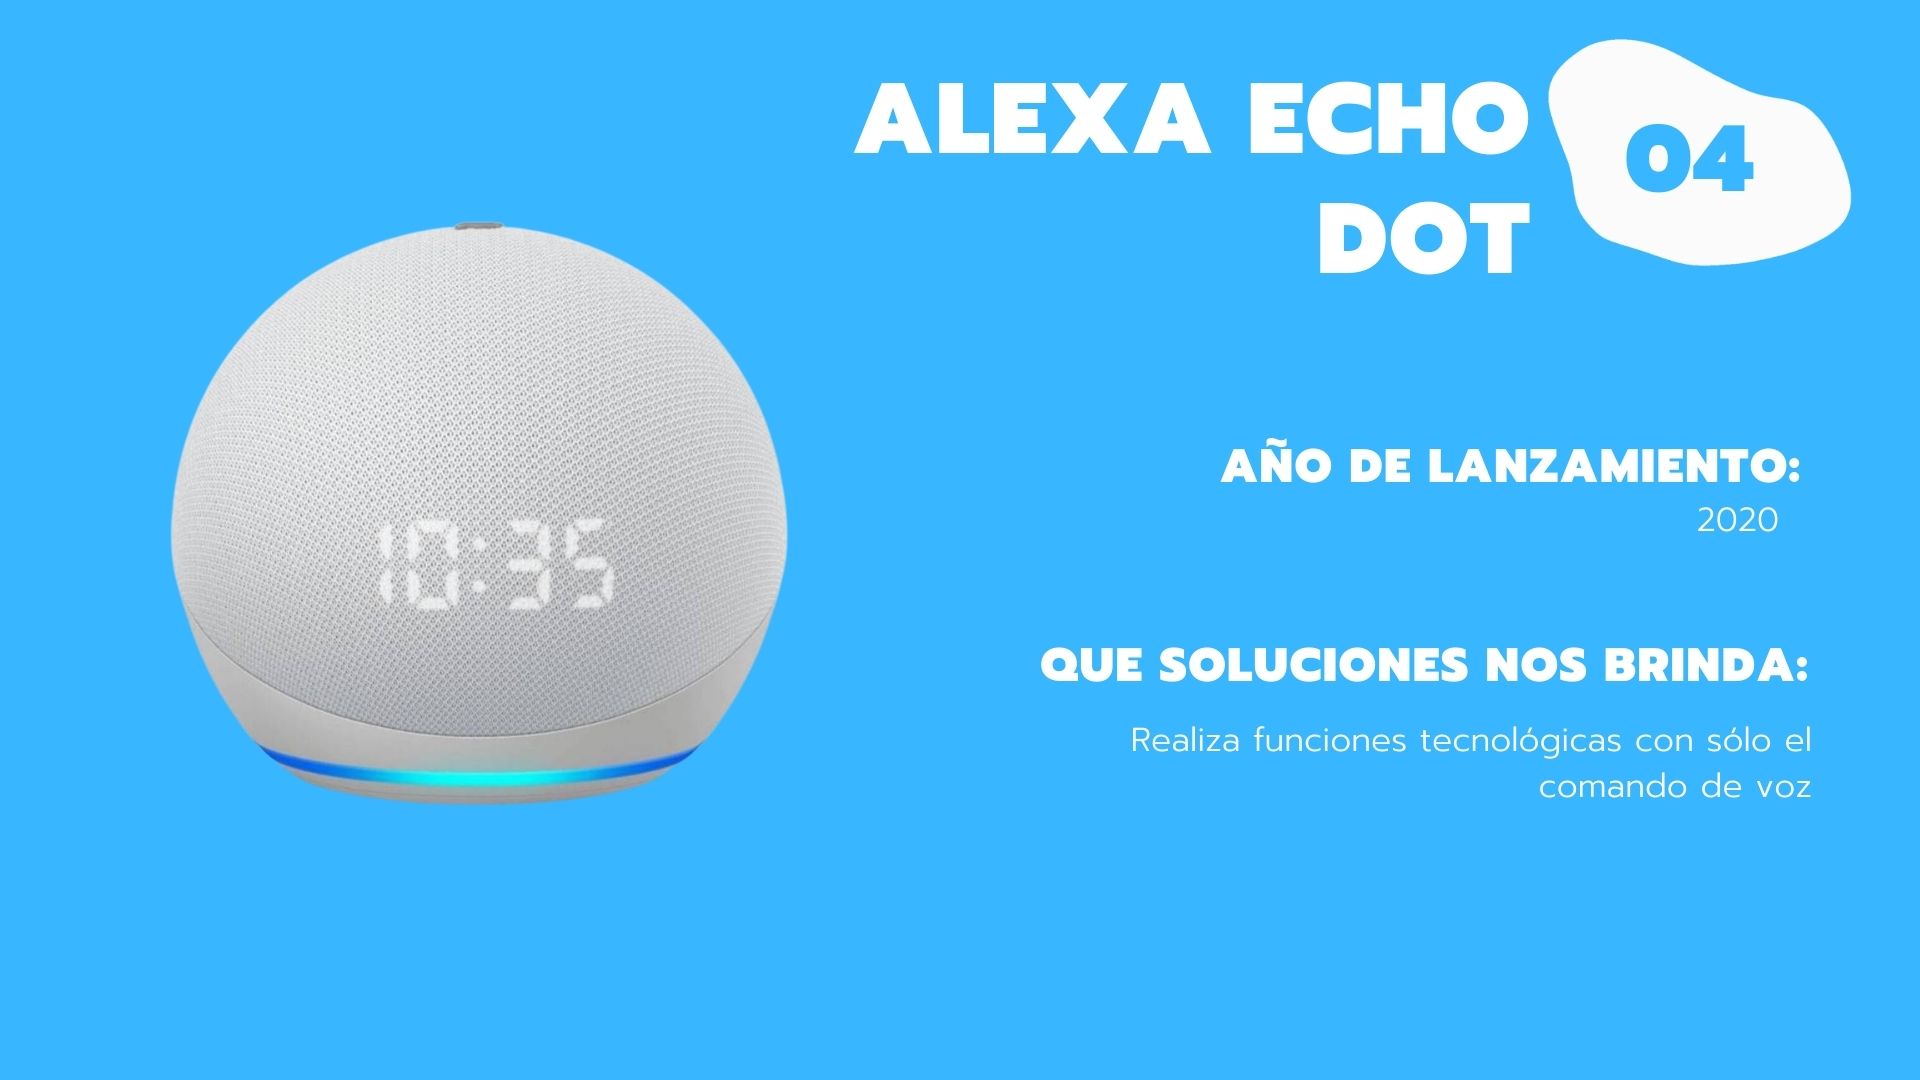 ALEXA ECHO
DOT
04
AÑO DE LANZAMIENTO:
2020
QUE SOLUCIONES NOS BRINDA:
Realiza funciones tecnológicas con sólo el
comando de voz
10:35